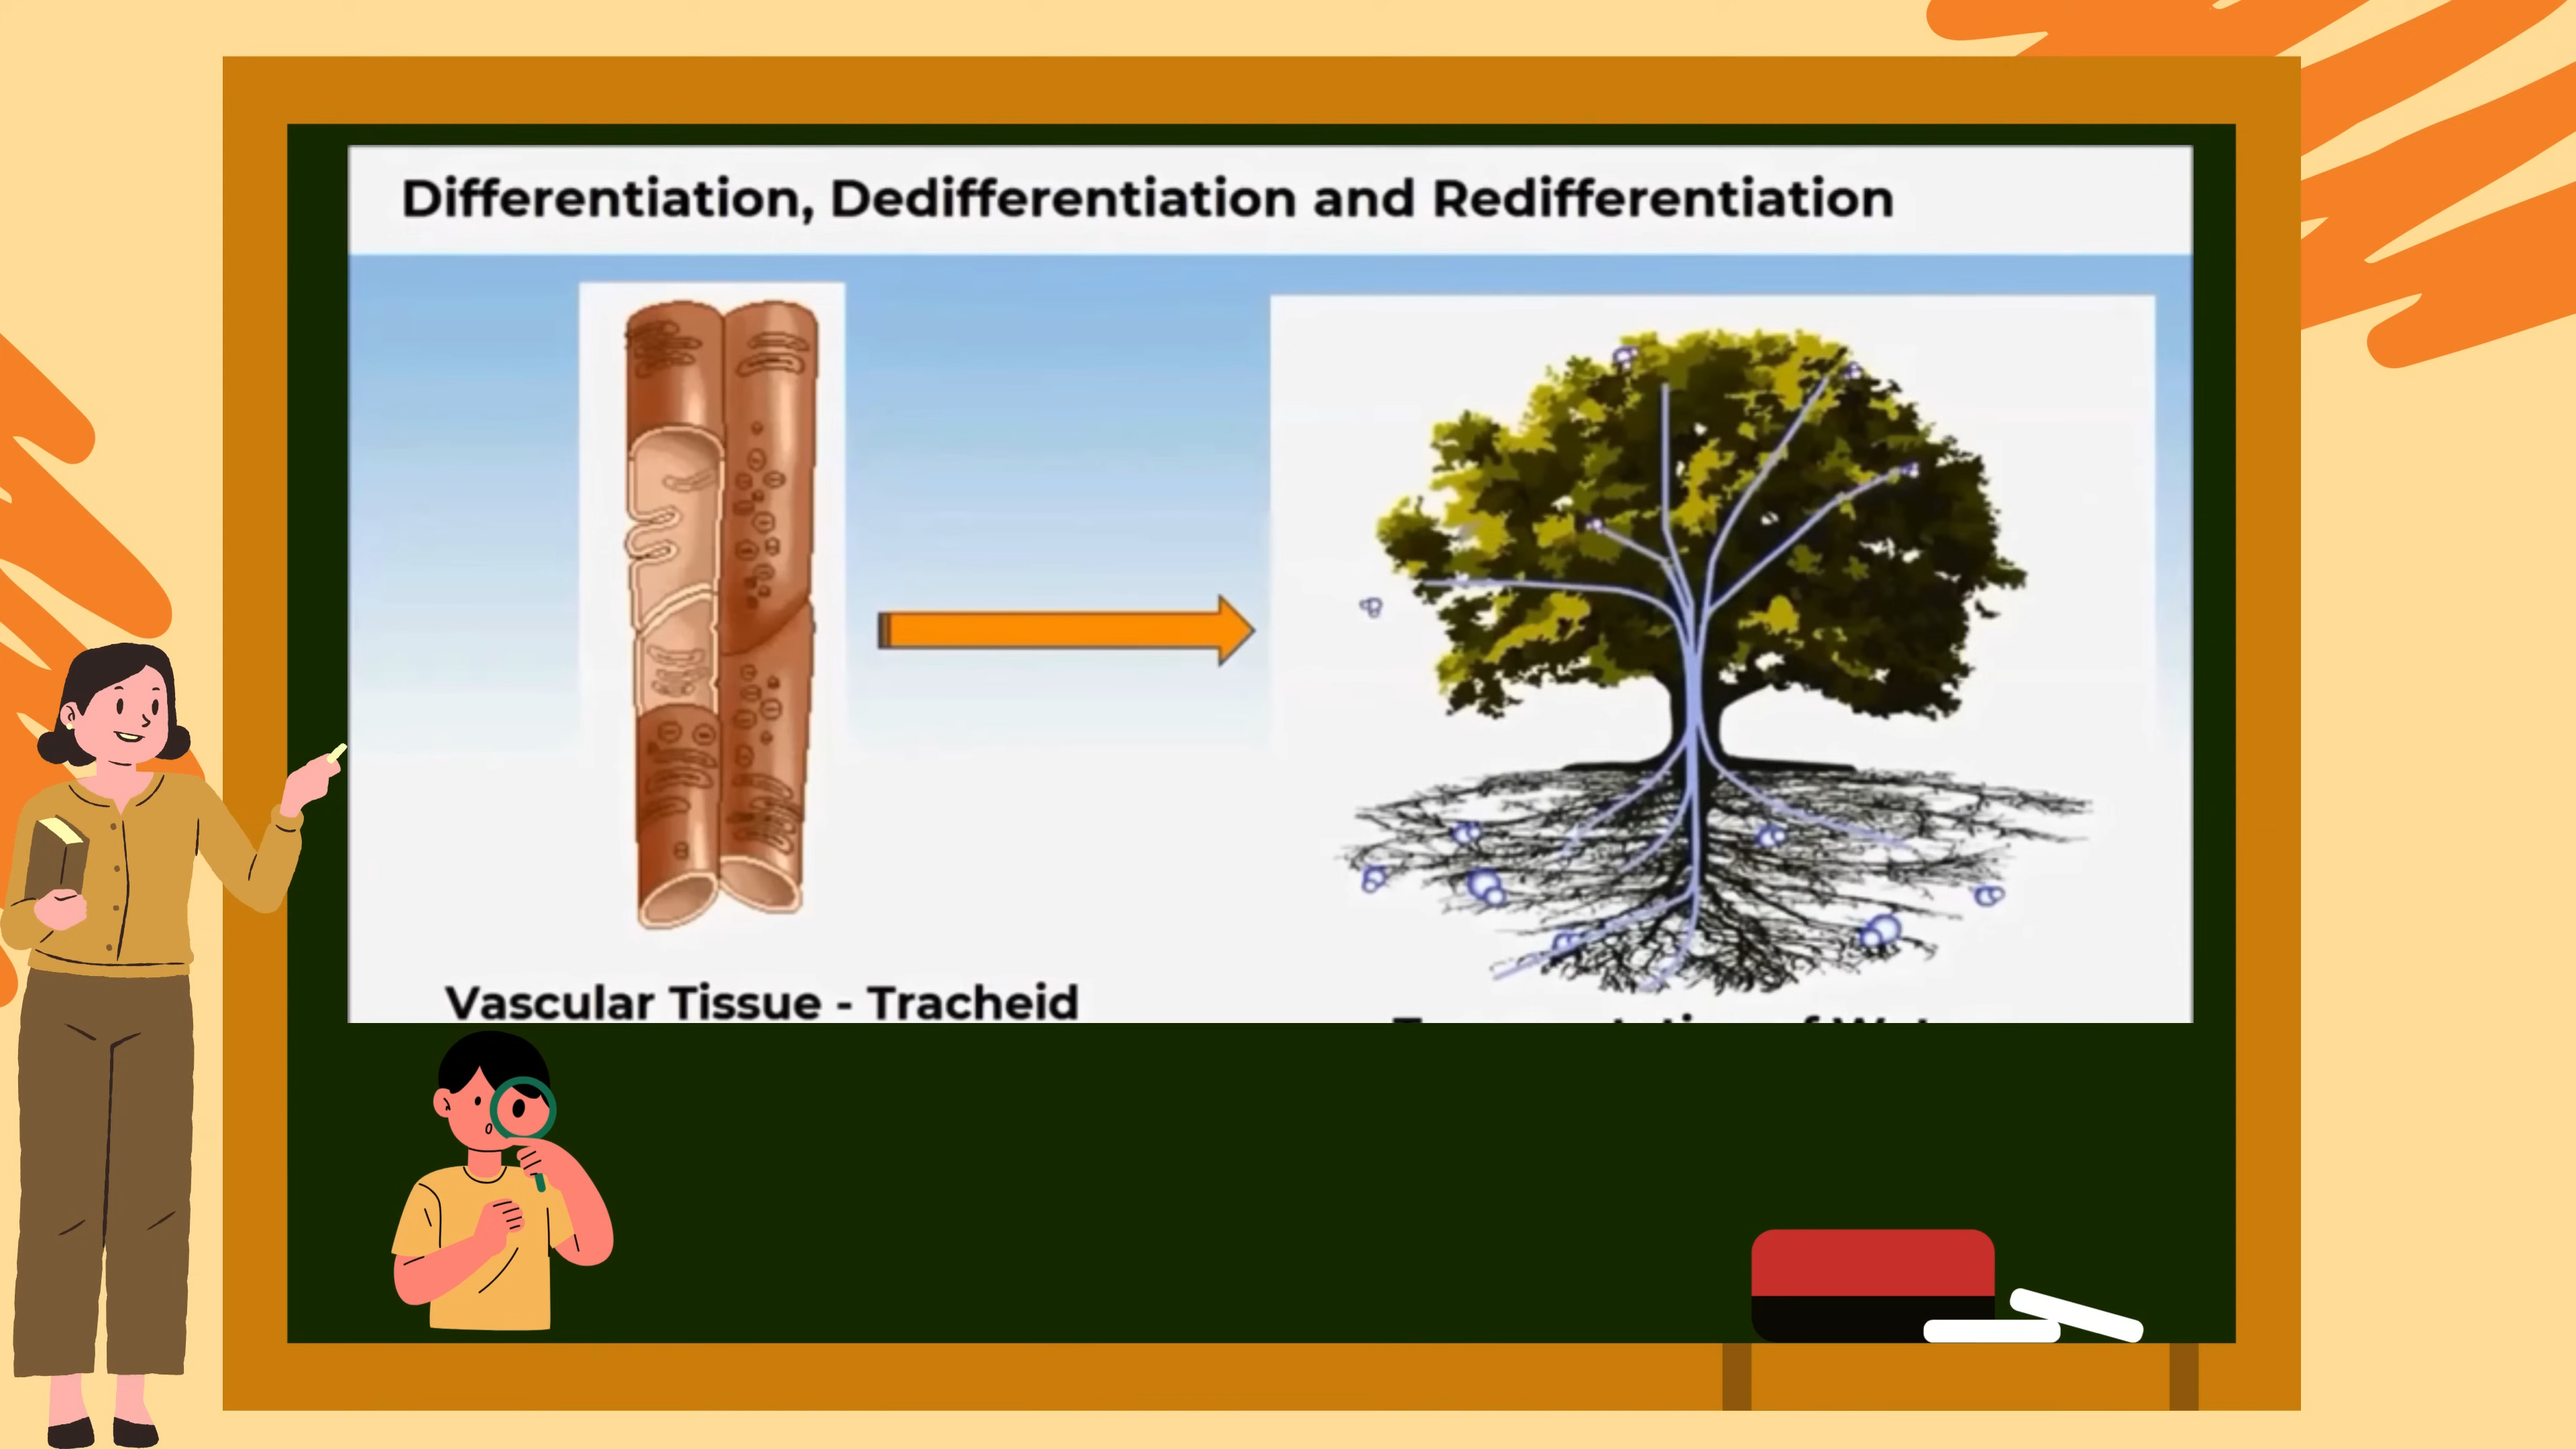 Differentiation, Dedifferentiation and Redifferentiation
Vascular Tissue - Tracheid